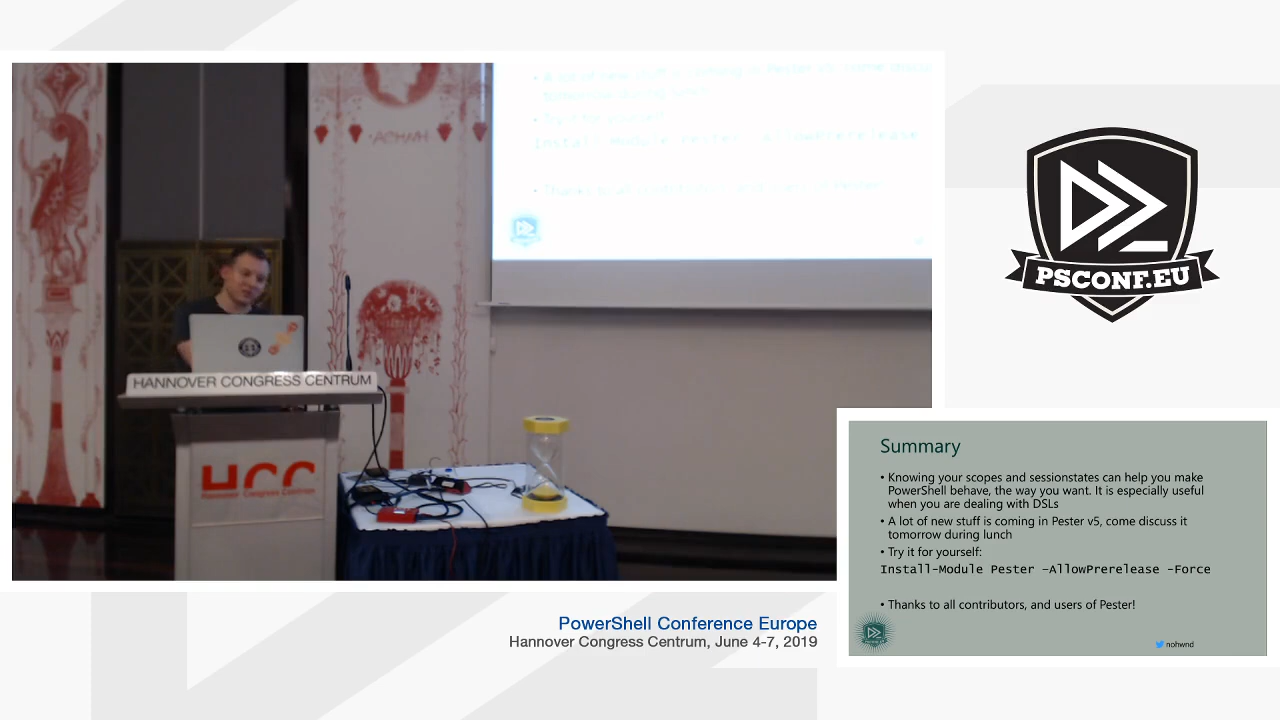 PSCONF.EU
HANNOVER CONGRESS CENTRUM
HCC
Hannover Congress Centrum
Summary
• Knowing your scopes and sessionstates can help you make
PowerShell behave, the way you want. It is especially useful
when you are dealing with DSLs
• A lot of new stuff is coming in Pester v5, come discuss it
tomorrow during lunch
• Try it for yourself:
Install-Module Pester –AllowPrerelease –Force
• Thanks to all contributors, and users of Pester!
nohwnd
PowerShell Conference Europe
Hannover Congress Centrum, June 4-7, 2019